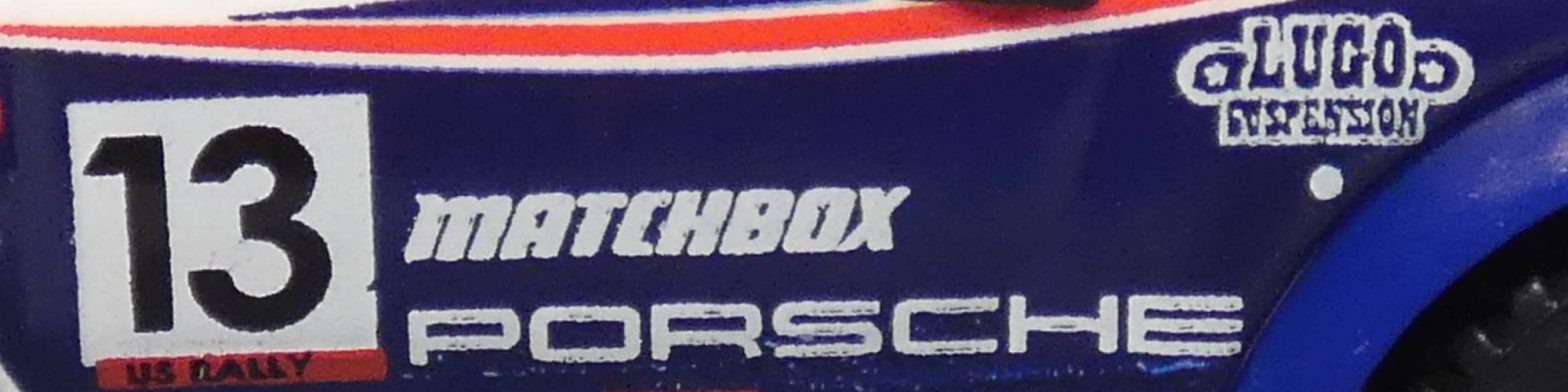 13
US RALLY
MATCHBOX
PORSCHE
LUGO
SUSPENSION